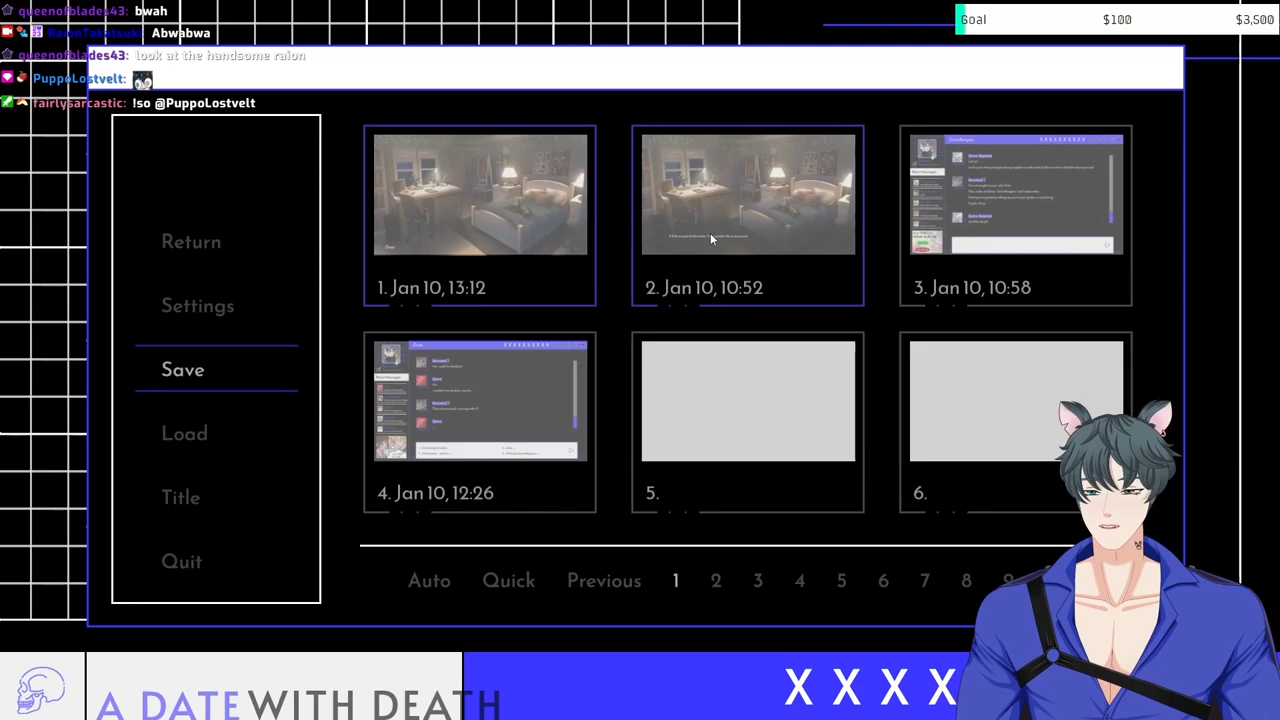 queenofblades43: bwah
RaionTakatsuki: Abwabwa
queenofblades43: look at the handsome raion
PuppoLostvelt:
fairlysarcastic: !so @PuppoLostvelt
Goal $100 $3,500
Return
Settings
Save
Load
Title
Quit
1. Jan 10, 13:12
2. Jan 10, 10:52
3. Jan 10, 10:58
4. Jan 10, 12:26
5.
6.
Auto Quick Previous 1 2 3 4 5 6 7 8 9
A DATE WITH DEATH
X X X X